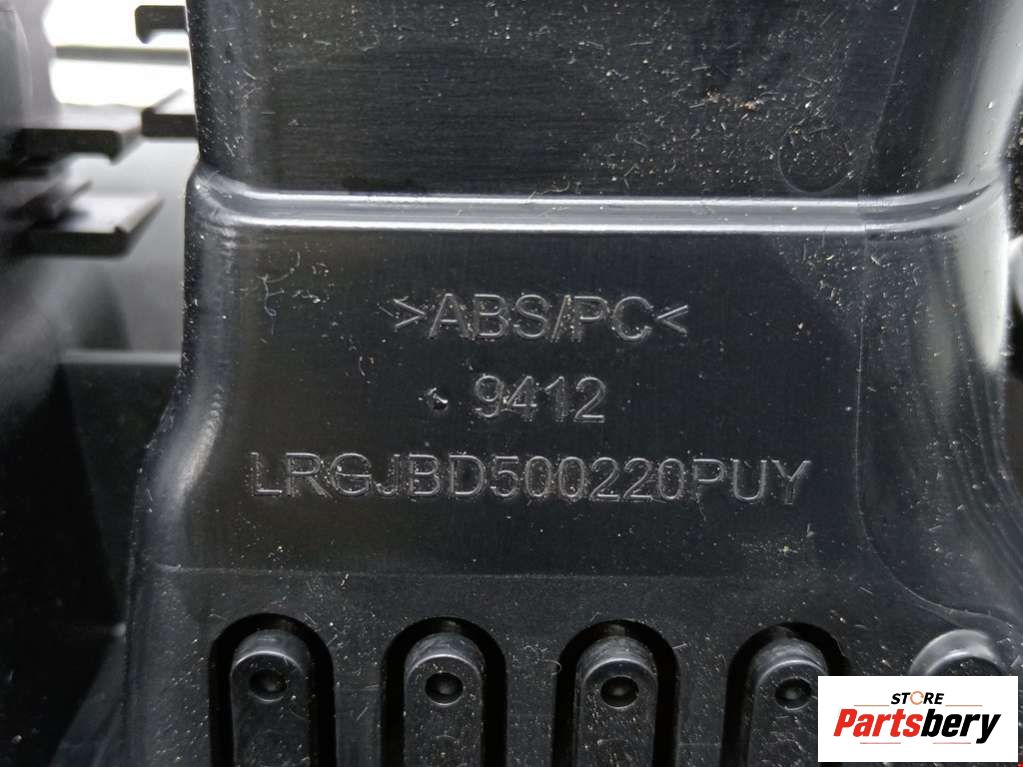 >ABS/PC<
9412
LRGJBD500220PUY
STORE
Partsbery